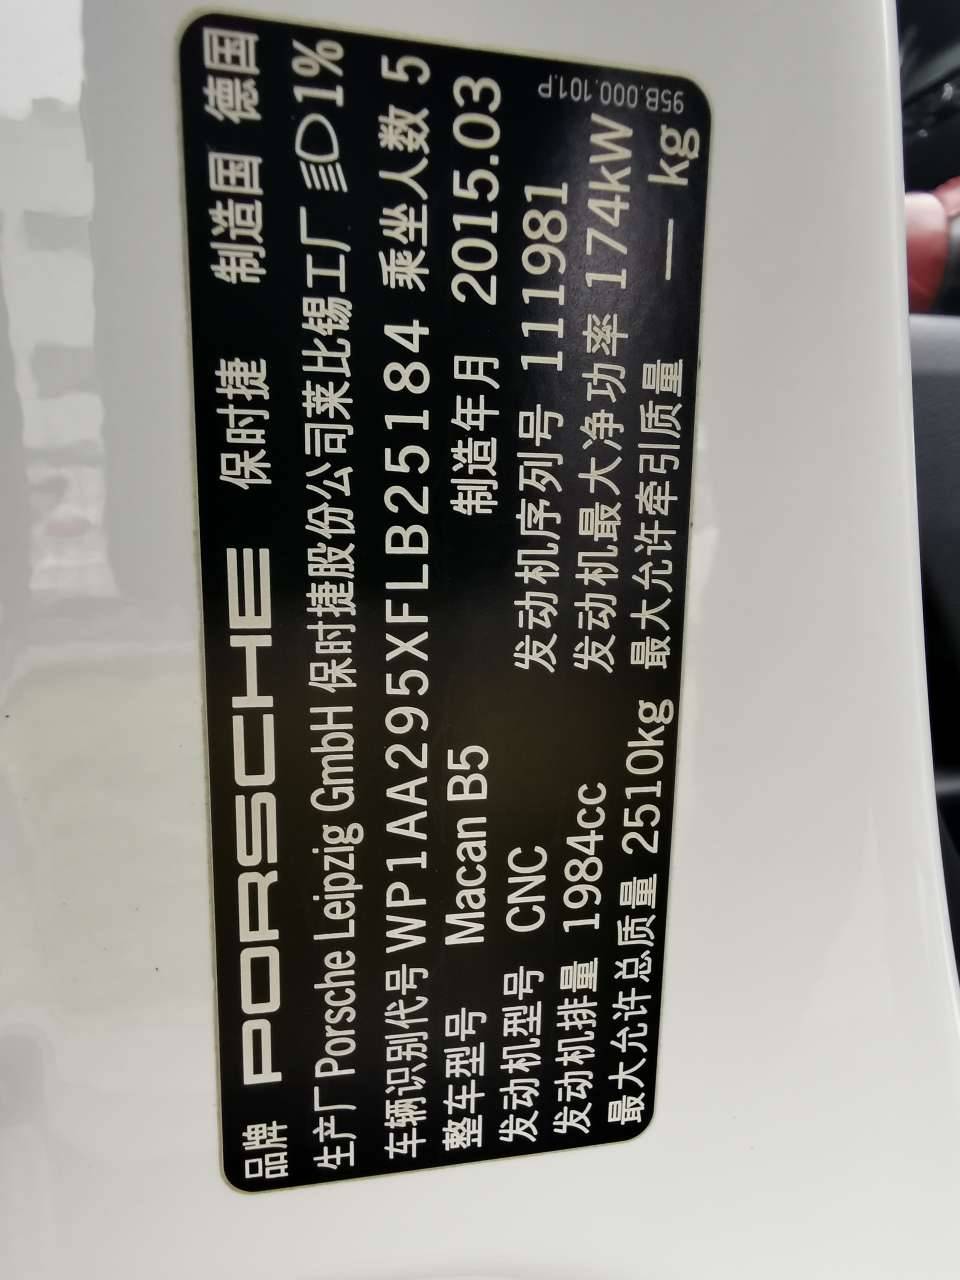 品牌 PORSCHE 保时捷 制造国 德国
生产厂 Porsche Leipzig GmbH 保时捷股份公司莱比锡工厂 1%
车辆识别代号 WP1AA295XFLB25184 乘坐人数 5
整车型号 Macan B5 制造年月 2015.03
发动机型号 CNC 发动机序列号 111981
发动机排量 1984cc 发动机最大净功率 174kW
最大允许总质量 2510kg 最大允许牵引质量 — kg
95B.000.101.P